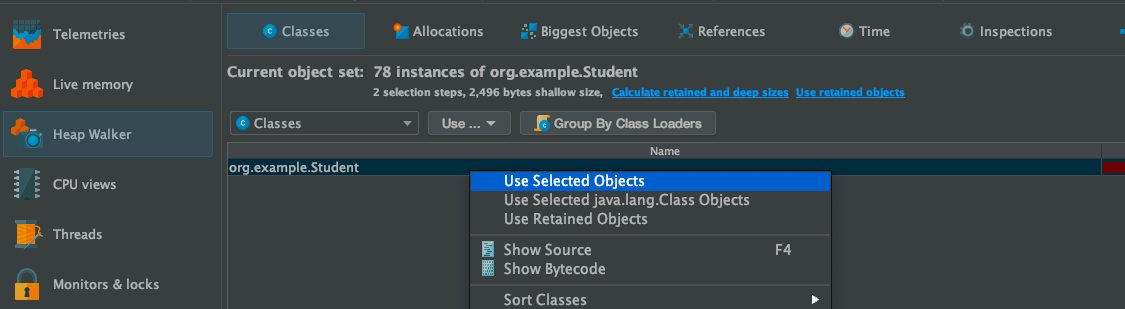 Telemetries
Live memory
Heap Walker
CPU views
Threads
Monitors & locks
Classes
Allocations
Biggest Objects
References
Time
Inspections
Current object set: 78 instances of org.example.Student
2 selection steps, 2,496 bytes shallow size, Calculate retained and deep sizes Use retained objects
Classes
Use ...
Group By Class Loaders
Name
org.example.Student
Use Selected Objects
Use Selected java.lang.Class Objects
Use Retained Objects
Show Source F4
Show Bytecode
Sort Classes